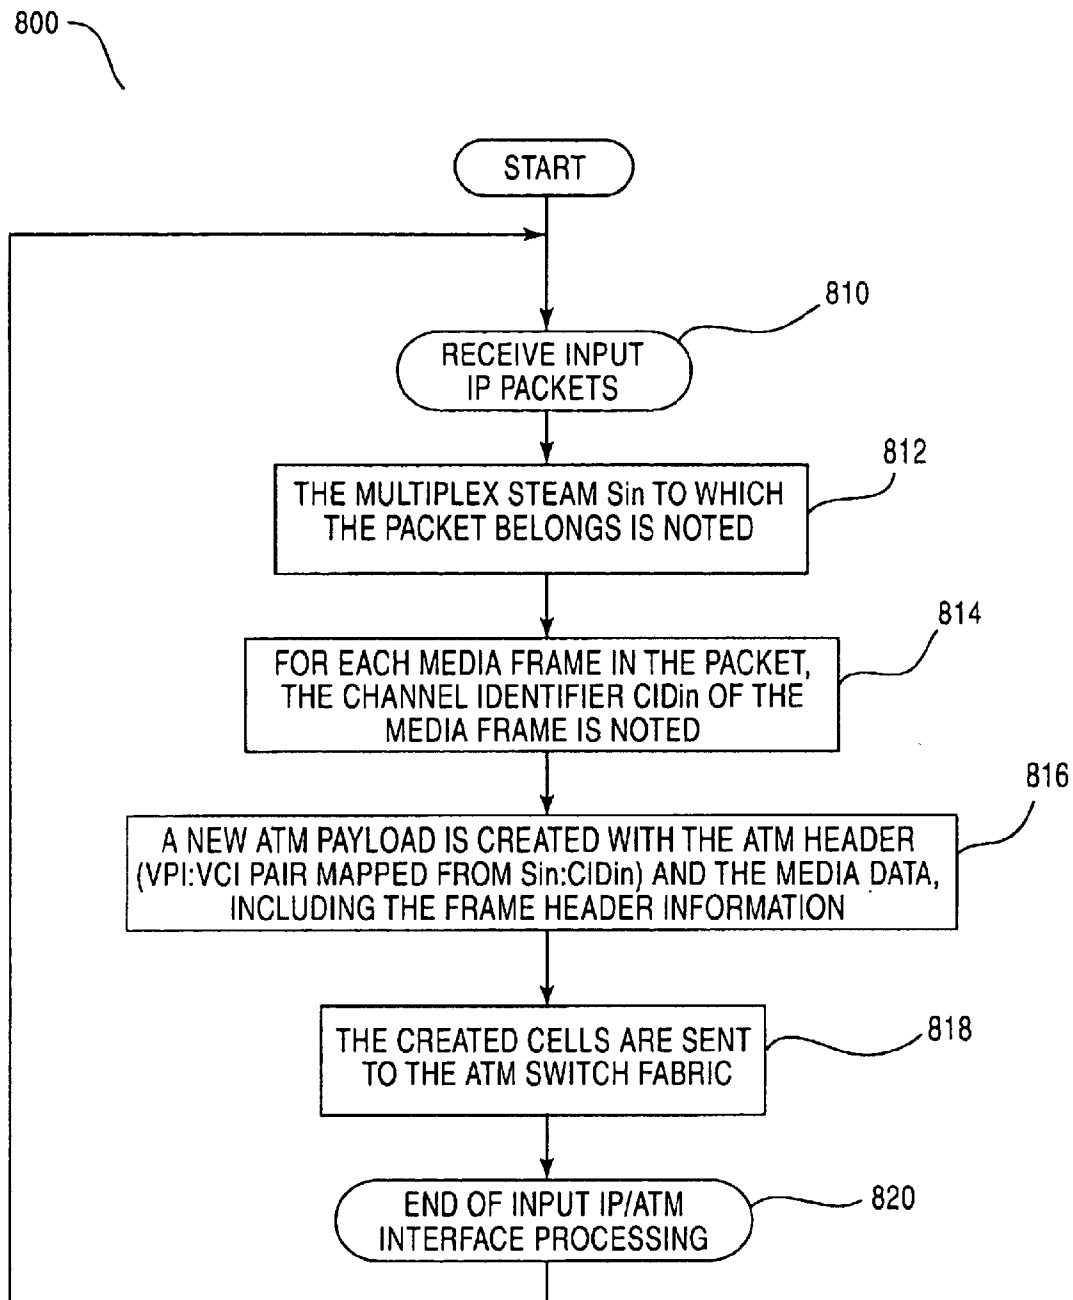 800
START
810
RECEIVE INPUT
IP PACKETS
812
THE MULTIPLEX STEAM Sin TO WHICH
THE PACKET BELONGS IS NOTED
814
FOR EACH MEDIA FRAME IN THE PACKET,
THE CHANNEL IDENTIFIER CIDin OF THE
MEDIA FRAME IS NOTED
816
A NEW ATM PAYLOAD IS CREATED WITH THE ATM HEADER
(VPI:VCI PAIR MAPPED FROM Sin:CIDin) AND THE MEDIA DATA,
INCLUDING THE FRAME HEADER INFORMATION
818
THE CREATED CELLS ARE SENT
TO THE ATM SWITCH FABRIC
820
END OF INPUT IP/ATM
INTERFACE PROCESSING